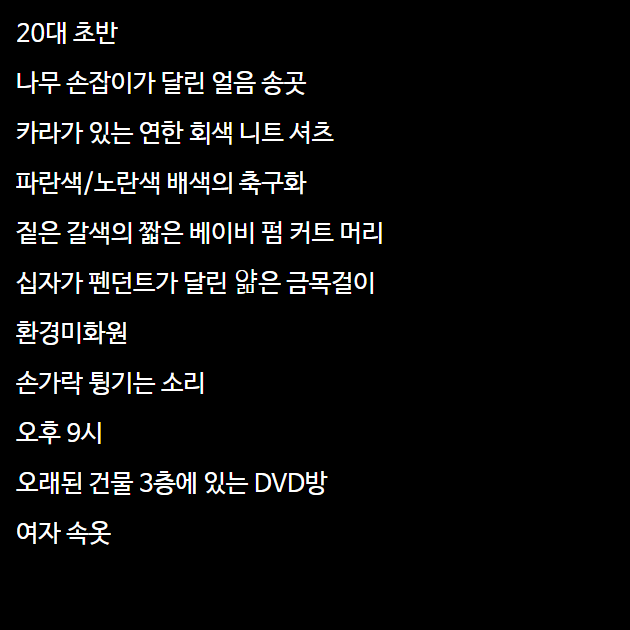 20대 초반
나무 손잡이가 달린 얼음 송곳
카라가 있는 연한 회색 니트 셔츠
파란색/노란색 배색의 축구화
짙은 갈색의 짧은 베이비 펌 커트 머리
십자가 펜던트가 달린 얇은 금목걸이
환경미화원
손가락 튕기는 소리
오후 9시
오래된 건물 3층에 있는 DVD방
여자 속옷